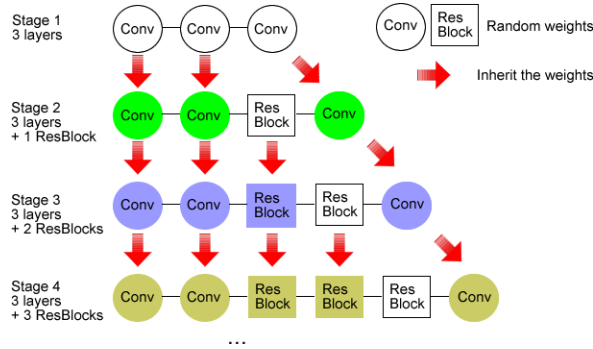 Stage 1
3 layers
Conv
Conv
Conv
Conv
Res
Block
Random weights
Inherit the weights
Stage 2
3 layers
+ 1 ResBlock
Conv
Conv
Res
Block
Conv
Stage 3
3 layers
+ 2 ResBlocks
Conv
Conv
Res
Block
Res
Block
Conv
Stage 4
3 layers
+ 3 ResBlocks
Conv
Conv
Res
Block
Res
Block
Res
Block
Conv
...